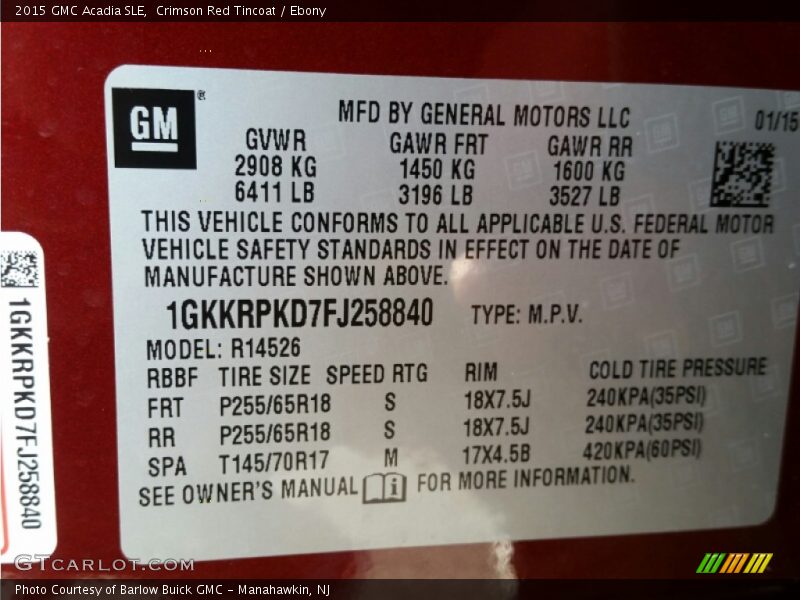 2015 GMC Acadia SLE, Crimson Red Tincoat / Ebony
GM ®
MFD BY GENERAL MOTORS LLC 01/15
GVWR GAWR FRT GAWR RR
2908 KG 1450 KG 1600 KG
6411 LB 3196 LB 3527 LB
THIS VEHICLE CONFORMS TO ALL APPLICABLE U.S. FEDERAL MOTOR
VEHICLE SAFETY STANDARDS IN EFFECT ON THE DATE OF
MANUFACTURE SHOWN ABOVE.
1GKKRPKD7FJ258840 TYPE: M.P.V.
MODEL: R14526
RBBF TIRE SIZE SPEED RTG RIM COLD TIRE PRESSURE
FRT P255/65R18 S 18X7.5J 240KPA(35PSI)
RR P255/65R18 S 18X7.5J 240KPA(35PSI)
SPA T145/70R17 M 17X4.5B 420KPA(60PSI)
SEE OWNER'S MANUAL i FOR MORE INFORMATION.
1GKKRPKD7FJ258840
GTCARLOT.COM
Photo Courtesy of Barlow Buick GMC - Manahawkin, NJ